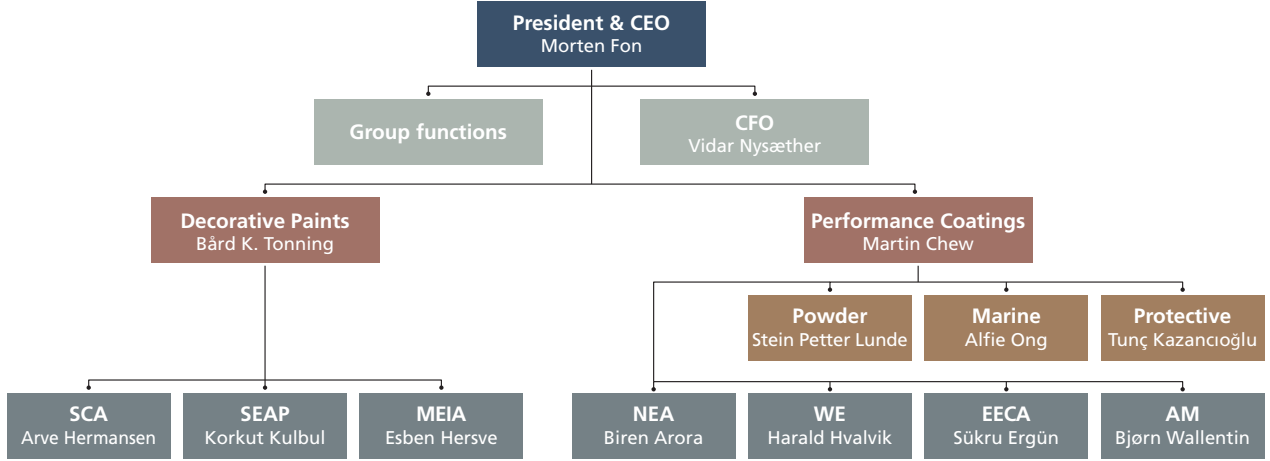 President & CEO
Morten Fon
Group functions
CFO
Vidar Nysæther
Decorative Paints
Bård K. Tonning
Performance Coatings
Martin Chew
Powder
Stein Petter Lunde
Marine
Alfie Ong
Protective
Tunç Kazancıoğlu
SCA
Arve Hermansen
SEAP
Korkut Kulbul
MEIA
Esben Hersve
NEA
Biren Arora
WE
Harald Hvalvik
EECA
Sükru Ergün
AM
Bjørn Wallentin